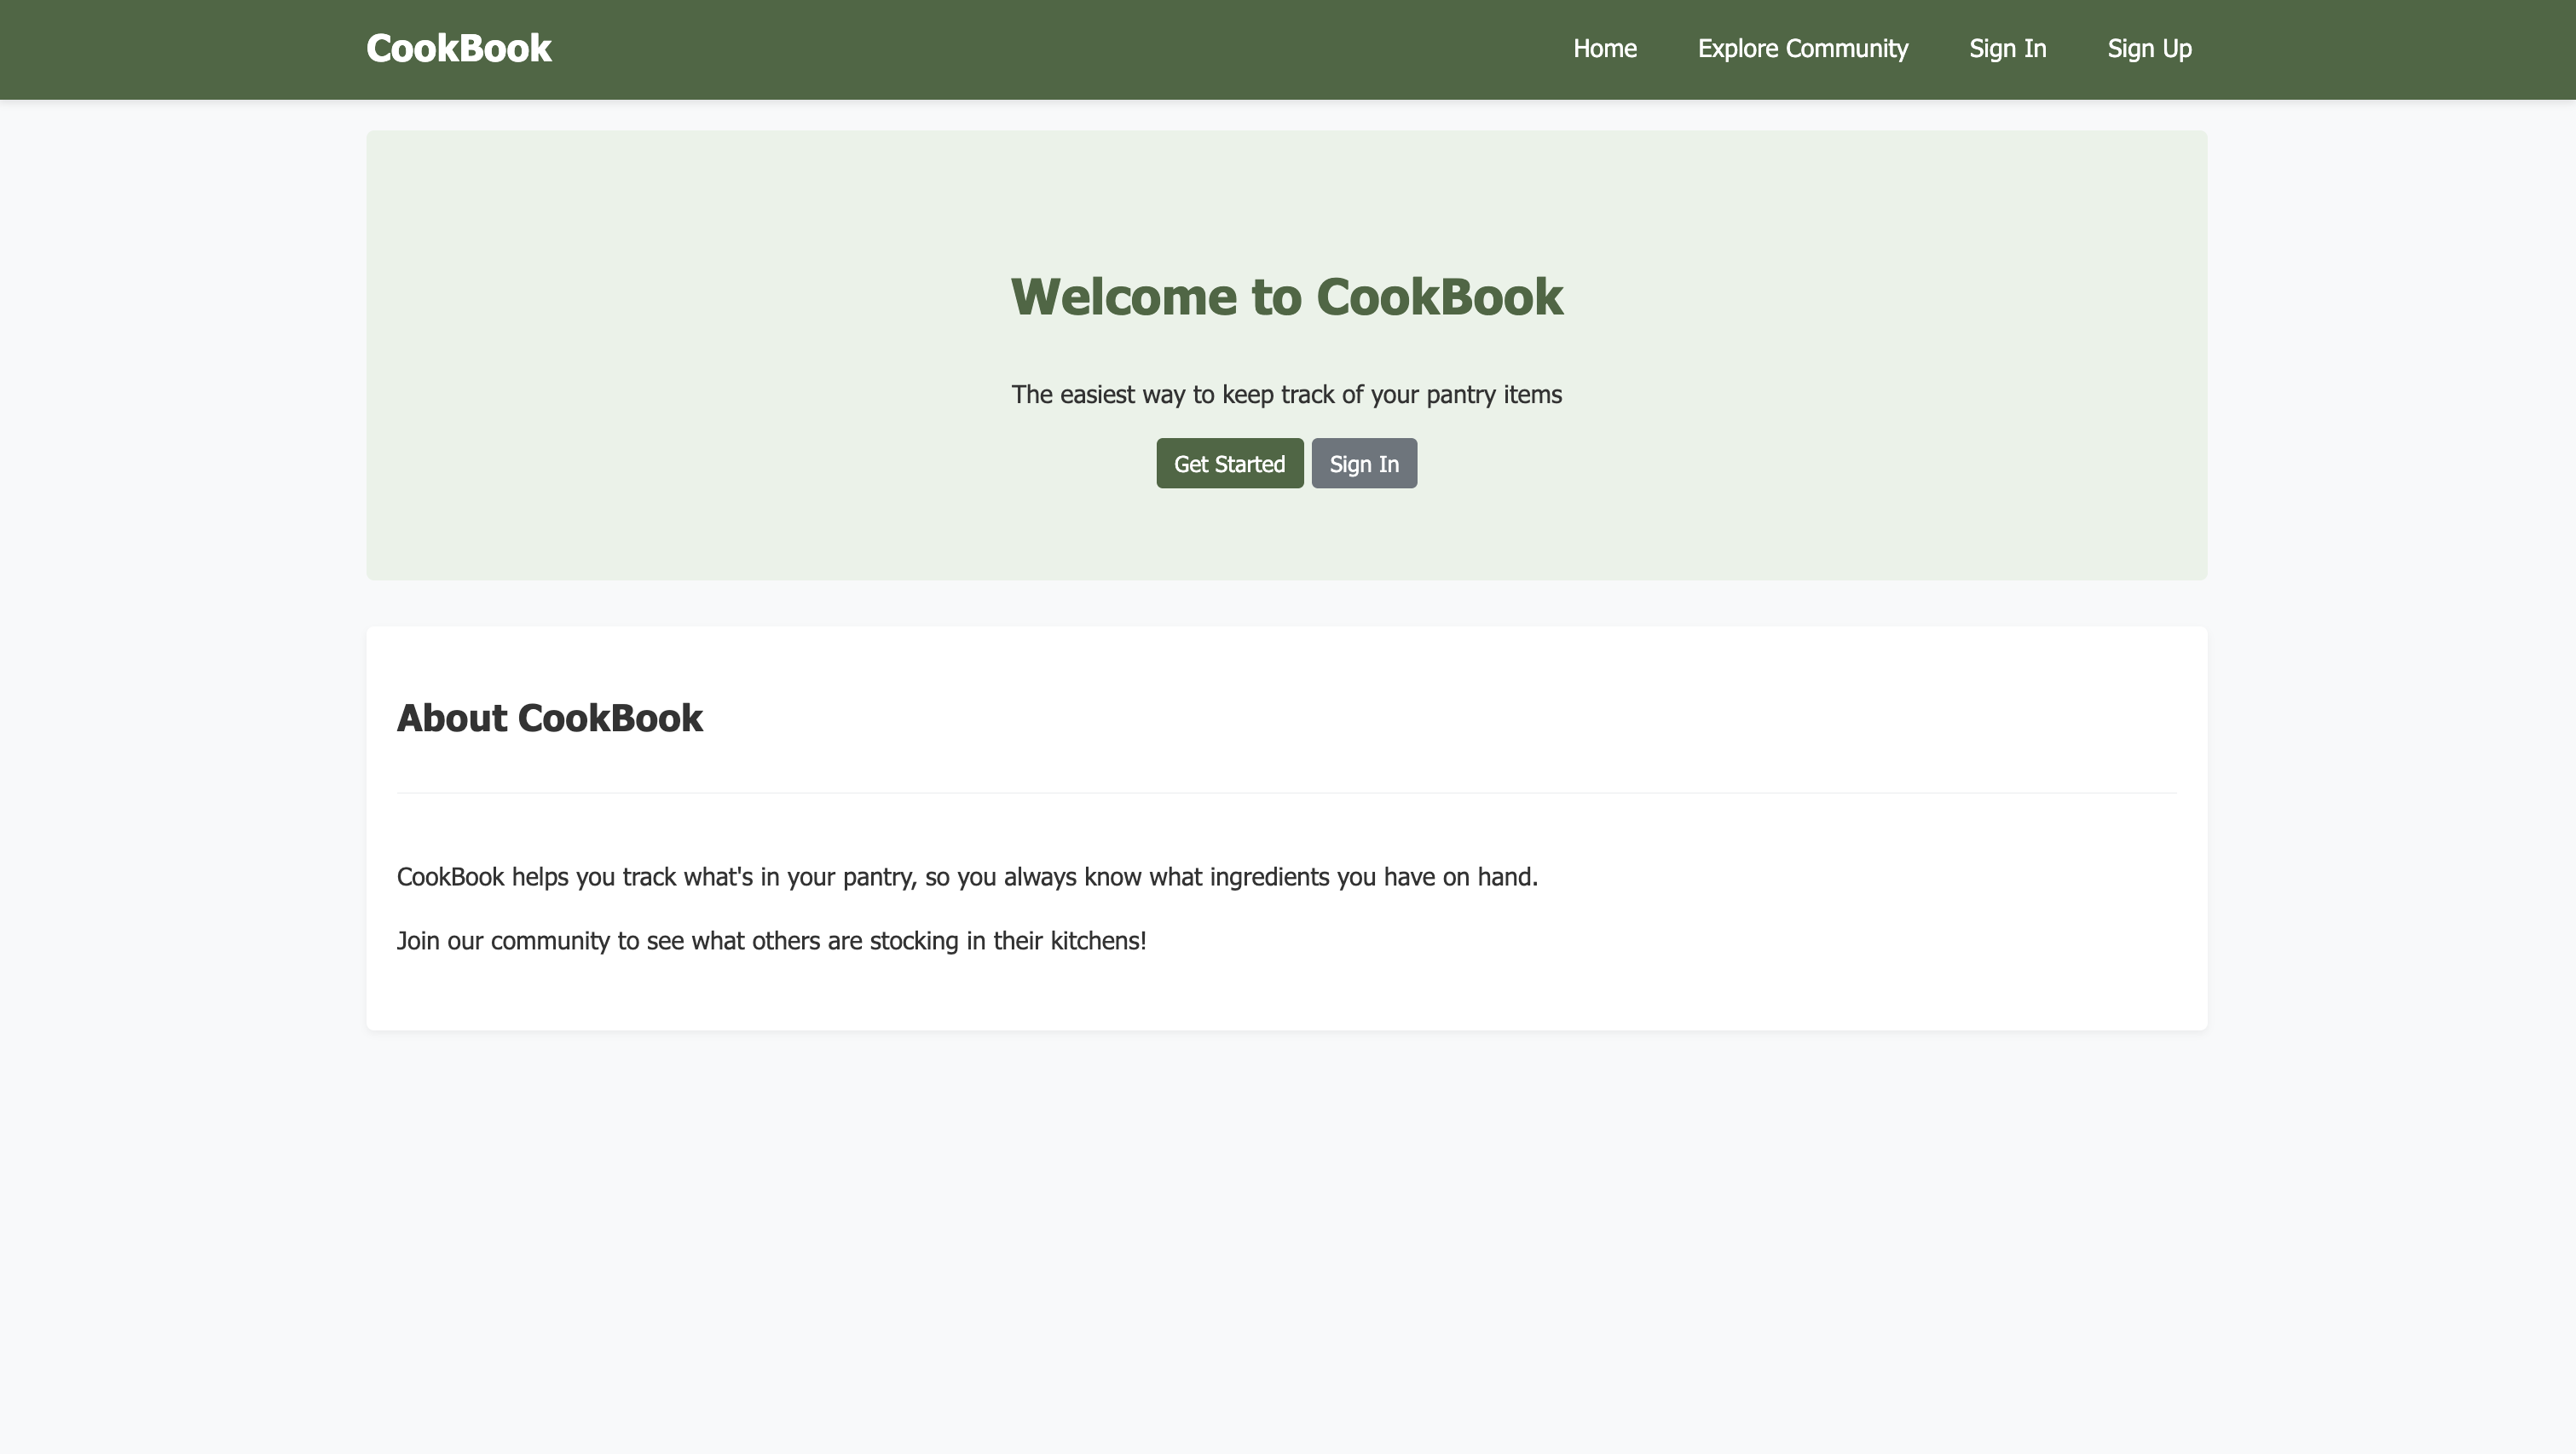 CookBook
Home Explore Community Sign In Sign Up
Welcome to CookBook
The easiest way to keep track of your pantry items
Get Started Sign In
About CookBook
CookBook helps you track what's in your pantry, so you always know what ingredients you have on hand.
Join our community to see what others are stocking in their kitchens!